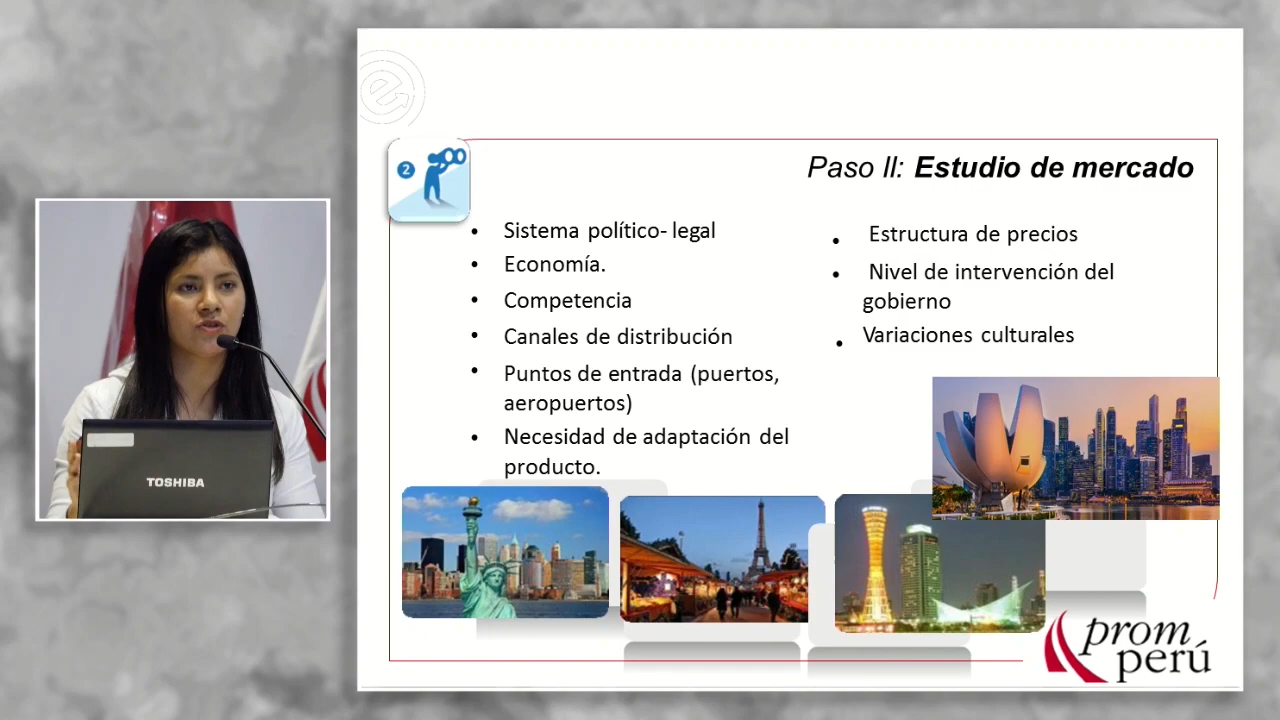 Paso II: Estudio de mercado
2
• Sistema político- legal
• Economía.
• Competencia
• Canales de distribución
• Puntos de entrada (puertos,
aeropuertos)
• Necesidad de adaptación del
producto.
• Estructura de precios
• Nivel de intervención del
gobierno
• Variaciones culturales
TOSHIBA
prom
perú